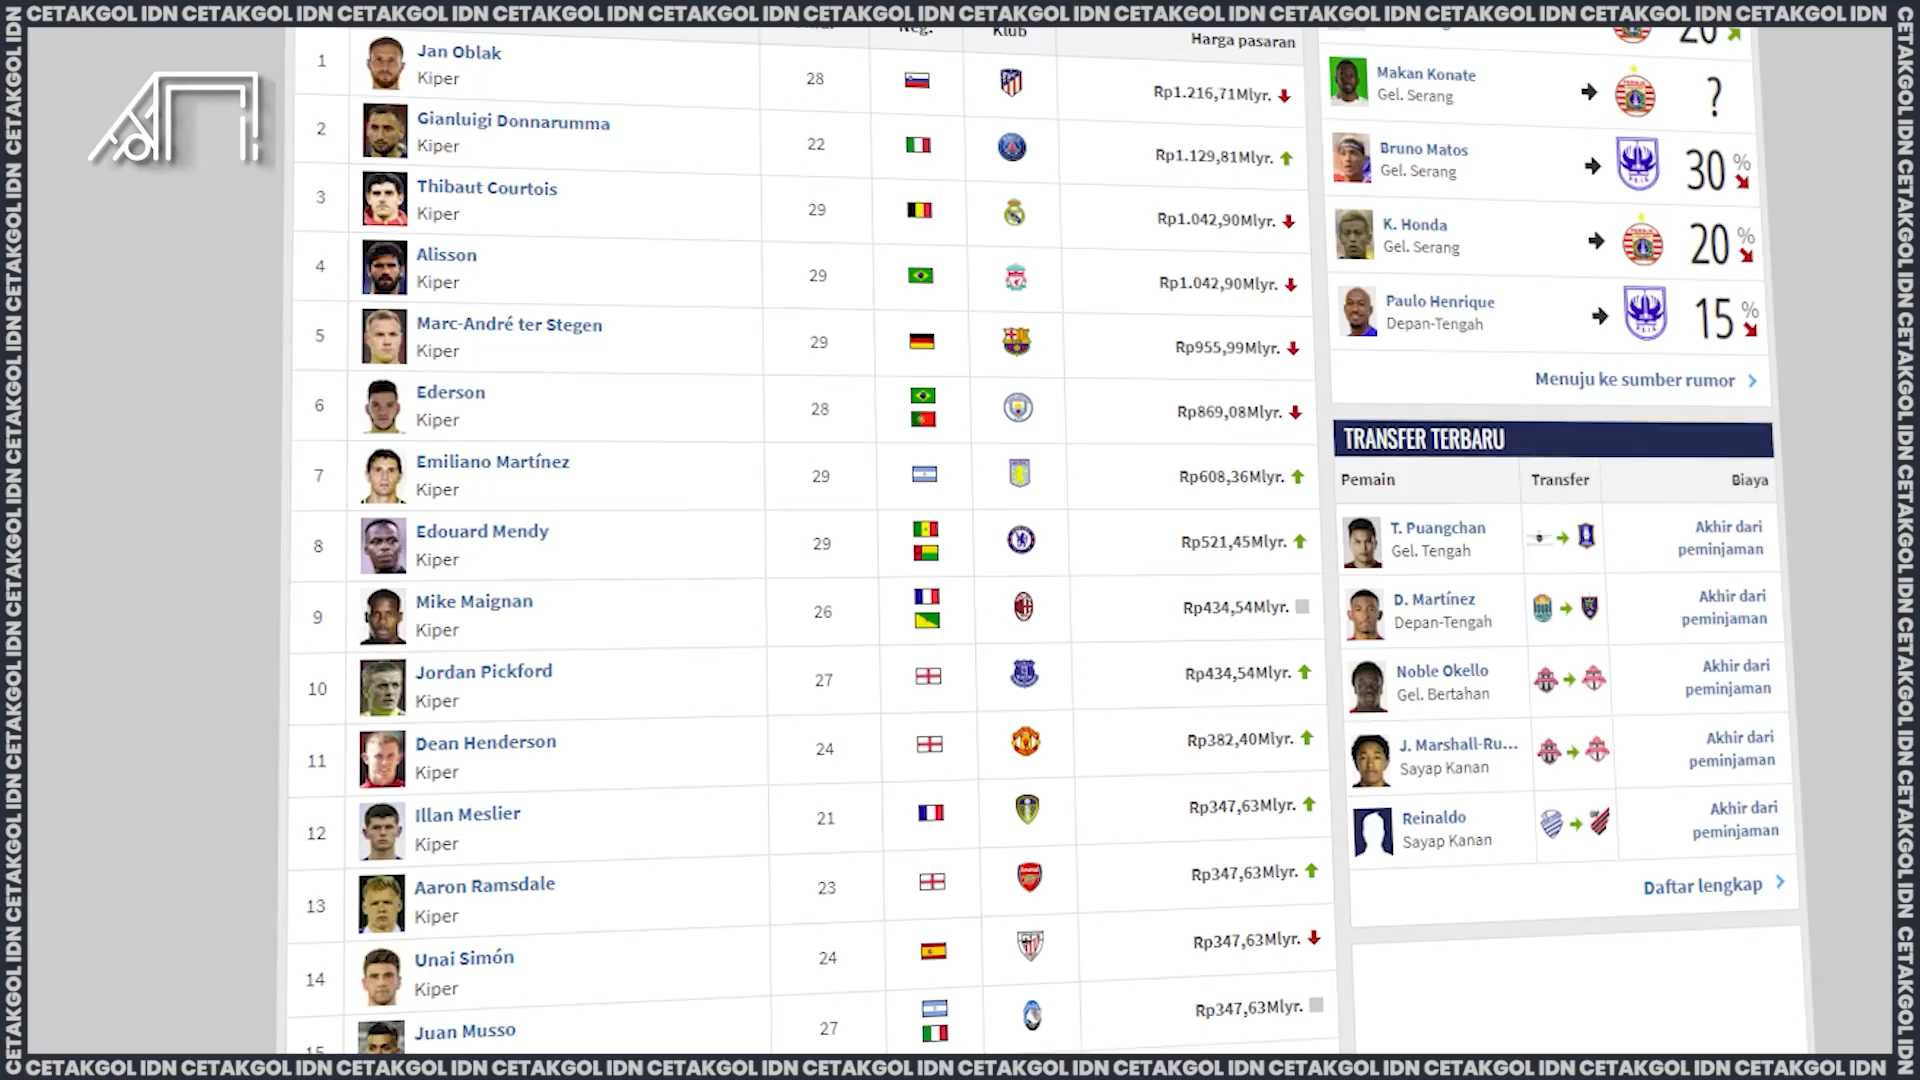 CETAKGOL IDN CETAKGOL IDN CETAKGOL IDN CETAKGOL IDN CETAKGOL IDN CETAKGOL IDN CETAKGOL IDN CETAKGOL IDN CETAKGOL IDN CETAKGOL IDN CETAKGOL IDN CETAKGOL IDN
Neg. Klub Harga pasaran
1 Jan Oblak 28 Rp1.216,71Mlyr.
Kiper
2 Gianluigi Donnarumma 22 Rp1.129,81Mlyr.
Kiper
3 Thibaut Courtois 29 Rp1.042,90Mlyr.
Kiper
4 Alisson 29 Rp1.042,90Mlyr.
Kiper
5 Marc-André ter Stegen 29 Rp955,99Mlyr.
Kiper
6 Ederson 28 Rp869,08Mlyr.
Kiper
7 Emiliano Martínez 29 Rp608,36Mlyr.
Kiper
8 Edouard Mendy 29 Rp521,45Mlyr.
Kiper
9 Mike Maignan 26 Rp434,54Mlyr.
Kiper
10 Jordan Pickford 27 Rp434,54Mlyr.
Kiper
11 Dean Henderson 24 Rp382,40Mlyr.
Kiper
12 Illan Meslier 21 Rp347,63Mlyr.
Kiper
13 Aaron Ramsdale 23 Rp347,63Mlyr.
Kiper
14 Unai Simón 24 Rp347,63Mlyr.
Kiper
15 Juan Musso 27 Rp347,63Mlyr.
20
Makan Konate ?
Gel. Serang
Bruno Matos 30 %
Gel. Serang
K. Honda 20 %
Gel. Serang
Paulo Henrique 15 %
Depan-Tengah
Menuju ke sumber rumor
TRANSFER TERBARU
Pemain Transfer Biaya
T. Puangchan Akhir dari
Gel. Tengah peminjaman
D. Martínez Akhir dari
Depan-Tengah peminjaman
Noble Okello Akhir dari
Gel. Bertahan peminjaman
J. Marshall-Ru... Akhir dari
Sayap Kanan peminjaman
Reinaldo Akhir dari
Sayap Kanan peminjaman
Daftar lengkap
CETAKGOL IDN CETAKGOL IDN CETAKGOL IDN CETAKGOL IDN CETAKGOL IDN CETAKGOL IDN CETAKGOL IDN CETAKGOL IDN CETAKGOL IDN CETAKGOL IDN CETAKGOL IDN CETAKGOL IDN